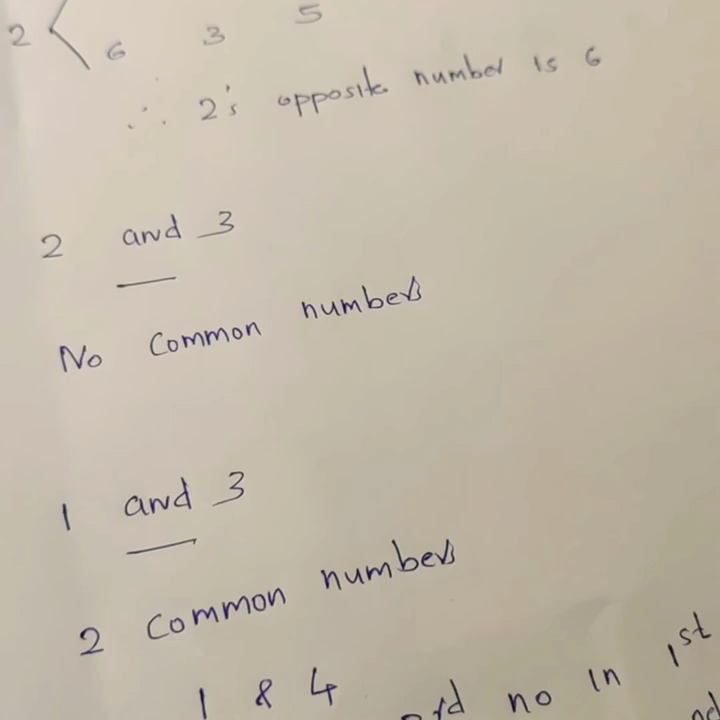 2 < 6 3 5
∴ 2's opposite number is 6
2 and 3
No Common numbers
1 and 3
2 Common numbers
1 & 4
no in 1st